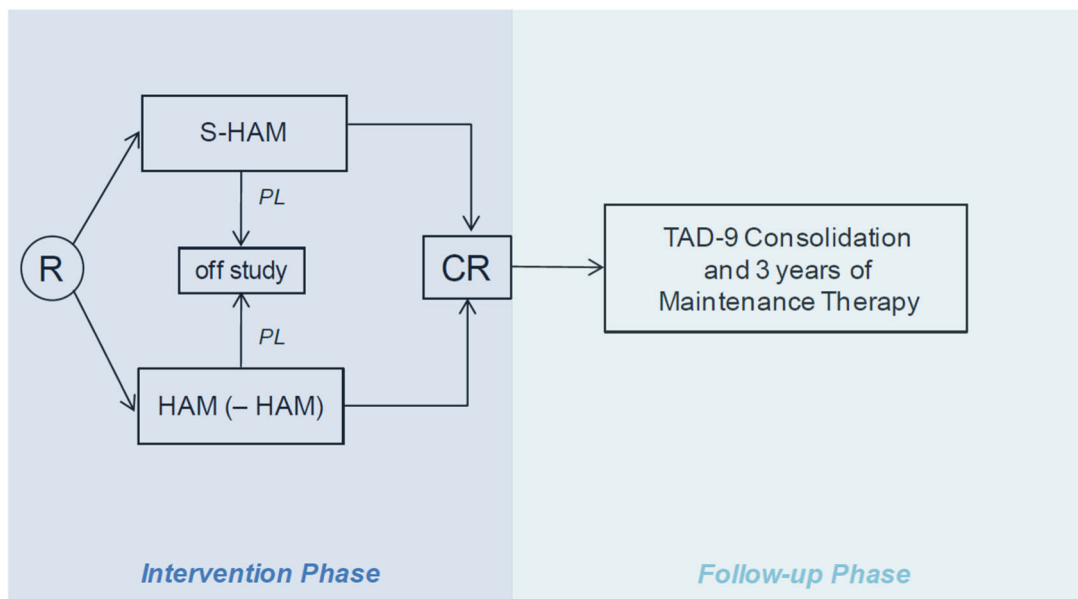 S-HAM
PL
R
off study
CR
TAD-9 Consolidation
and 3 years of
Maintenance Therapy
PL
HAM (– HAM)
Intervention Phase
Follow-up Phase